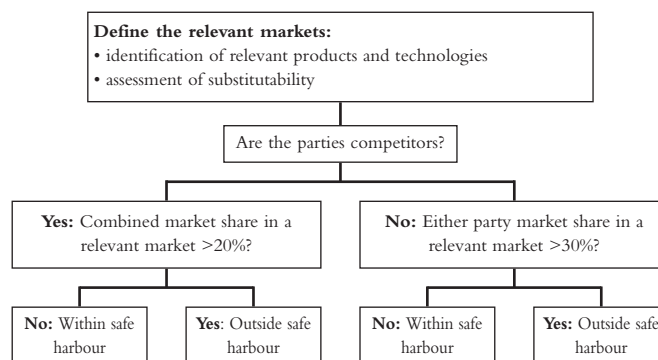 Define the relevant markets:
• identification of relevant products and technologies
• assessment of substitutability
Are the parties competitors?
Yes: Combined market share in a
relevant market >20%?
No: Either party market share in a
relevant market >30%?
No: Within safe
harbour
Yes: Outside safe
harbour
No: Within safe
harbour
Yes: Outside safe
harbour